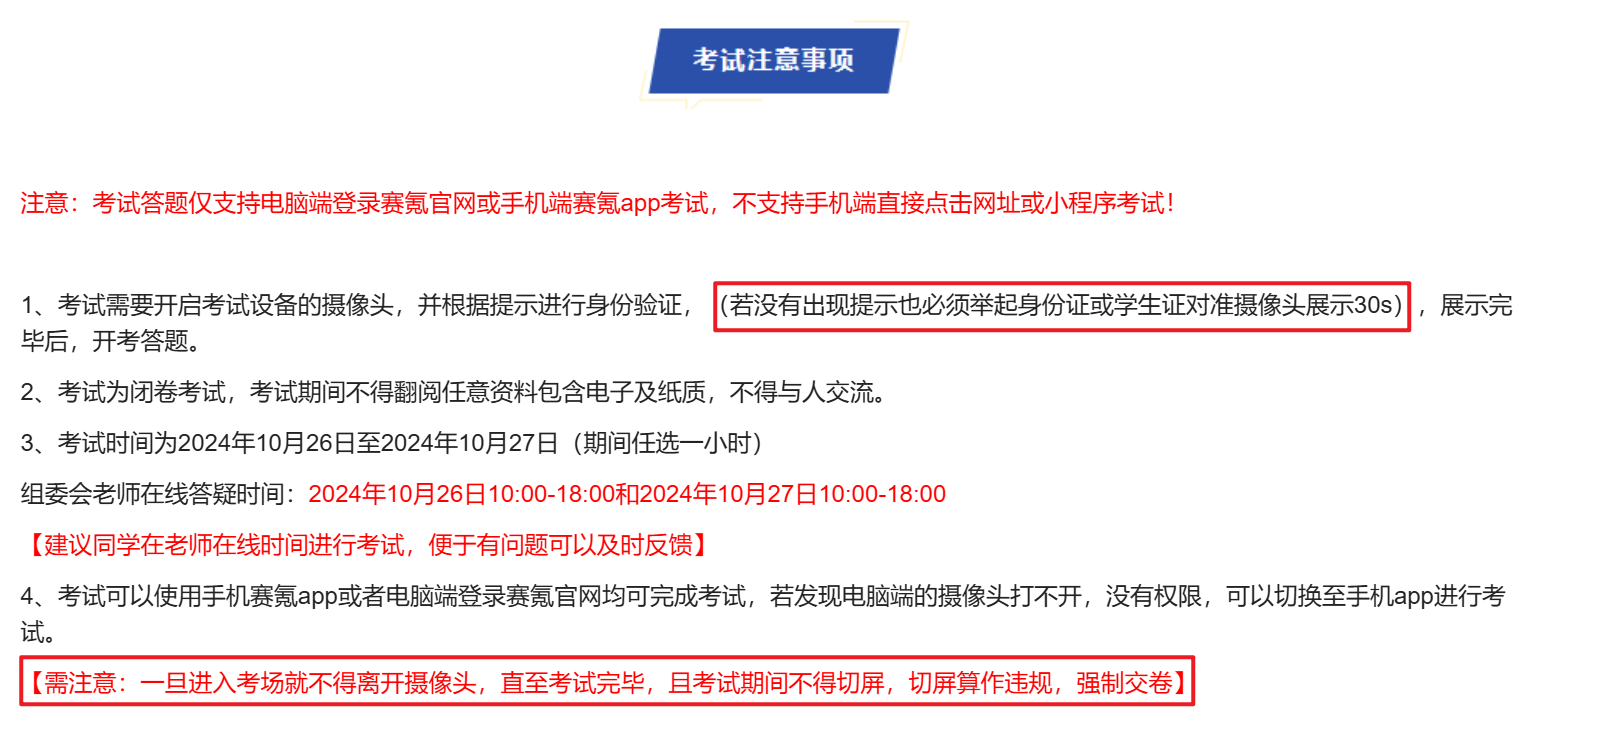 考试注意事项
注意：考试答题仅支持电脑端登录赛氪官网或手机端赛氪app考试，不支持手机端直接点击网址或小程序考试！
1、考试需要开启考试设备的摄像头，并根据提示进行身份验证，（若没有出现提示也必须举起身份证或学生证对准摄像头展示30s），展示完
毕后，开考答题。
2、考试为闭卷考试，考试期间不得翻阅任意资料包含电子及纸质，不得与人交流。
3、考试时间为2024年10月26日至2024年10月27日（期间任选一小时）
组委会老师在线答疑时间：2024年10月26日10:00-18:00和2024年10月27日10:00-18:00
【建议同学在老师在线时间进行考试，便于有问题可以及时反馈】
4、考试可以使用手机赛氪app或者电脑端登录赛氪官网均可完成考试，若发现电脑端的摄像头打不开，没有权限，可以切换至手机app进行考
试。
【需注意：一旦进入考场就不得离开摄像头，直至考试完毕，且考试期间不得切屏，切屏算作违规，强制交卷】